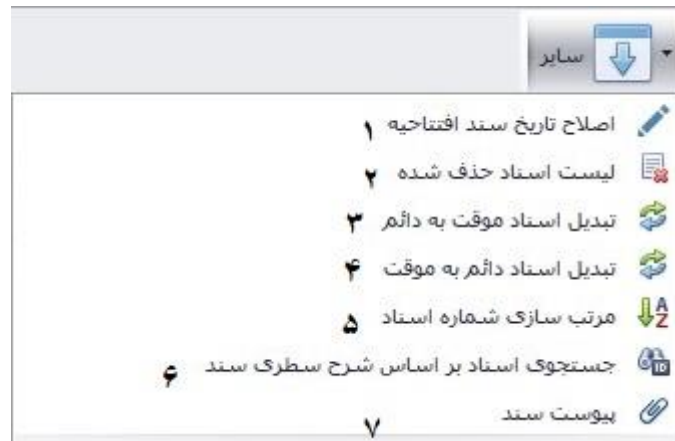 سایر
اصلاح تاریخ سند افتتاحیه ۱
لیست اسناد حذف شده ۲
تبدیل اسناد موقت به دائم ۳
تبدیل اسناد دائم به موقت ۴
مرتب سازی شماره اسناد ۵
جستجوی اسناد بر اساس شرح سطری سند ۶
پیوست سند ۷